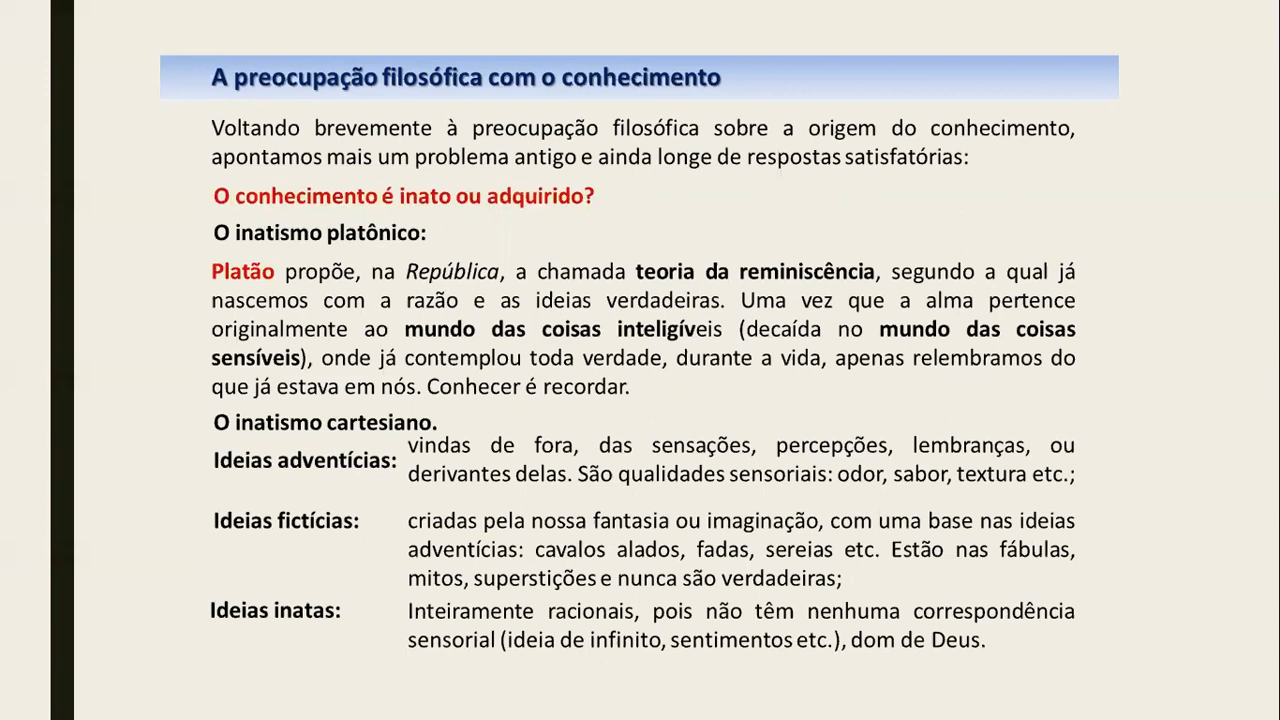 A preocupação filosófica com o conhecimento
Voltando brevemente à preocupação filosófica sobre a origem do conhecimento,
apontamos mais um problema antigo e ainda longe de respostas satisfatórias:
O conhecimento é inato ou adquirido?
O inatismo platônico:
Platão propõe, na República, a chamada teoria da reminiscência, segundo a qual já
nascemos com a razão e as ideias verdadeiras. Uma vez que a alma pertence
originalmente ao mundo das coisas inteligíveis (decaída no mundo das coisas
sensíveis), onde já contemplou toda verdade, durante a vida, apenas relembramos do
que já estava em nós. Conhecer é recordar.
O inatismo cartesiano.
Ideias adventícias:
vindas de fora, das sensações, percepções, lembranças, ou
derivantes delas. São qualidades sensoriais: odor, sabor, textura etc.;
Ideias fictícias:
criadas pela nossa fantasia ou imaginação, com uma base nas ideias
adventícias: cavalos alados, fadas, sereias etc. Estão nas fábulas,
mitos, superstições e nunca são verdadeiras;
Ideias inatas:
Inteiramente racionais, pois não têm nenhuma correspondência
sensorial (ideia de infinito, sentimentos etc.), dom de Deus.